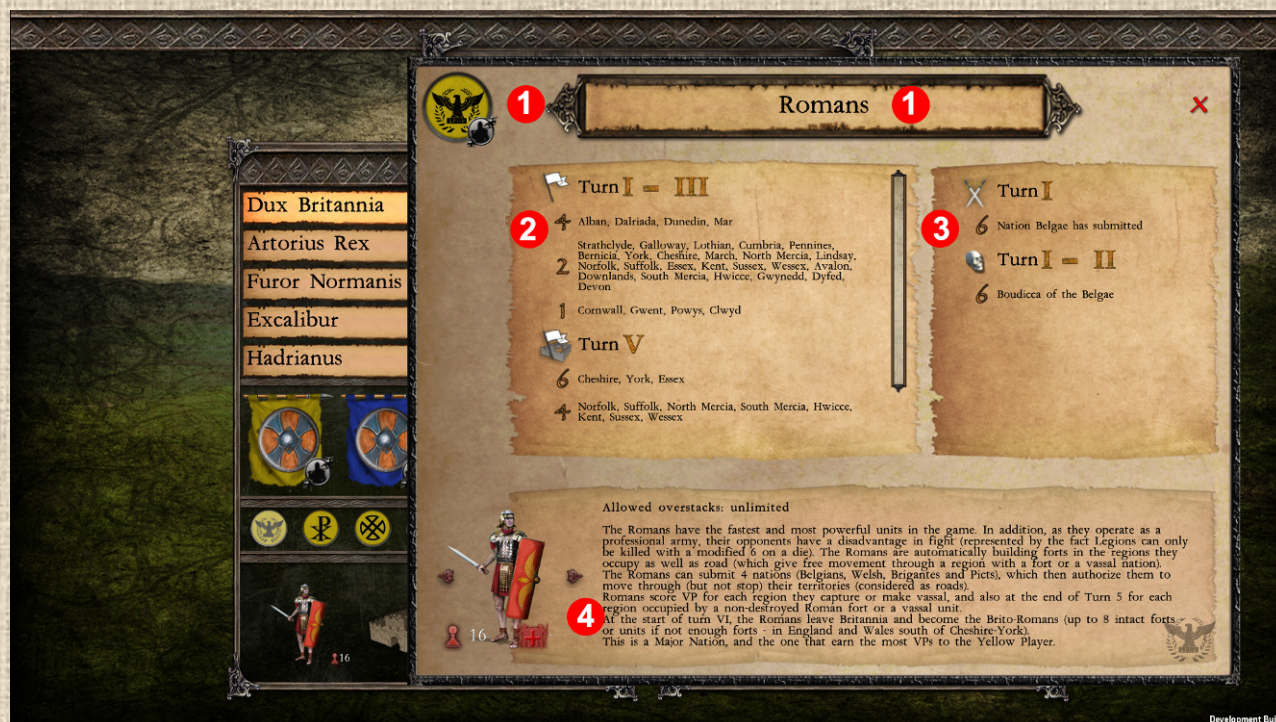 1
Romans
1
Dux Britannia
Artorius Rex
Furor Normanis
Excalibur
Hadrianus
16
2
Turn I - III
4 Alban, Dalriada, Dunedin, Mar
Strathclyde, Galloway, Lothian, Cumbria, Pennines,
Bernicia, York, Cheshire, March, North Mercia, Lindsay,
2 Norfolk, Suffolk, Essex, Kent, Sussex, Wessex, Avalon,
Downlands, South Mercia, Hwicce, Gwynedd, Dyfed,
Devon
1 Cornwall, Gwent, Powys, Clwyd
Turn V
6 Cheshire, York, Essex
4 Norfolk, Suffolk, North Mercia, South Mercia, Hwicce,
Kent, Sussex, Wessex
3
Turn I
6 Nation Belgae has submitted
Turn I - II
6 Boudicca of the Belgae
Allowed overstacks: unlimited
The Romans have the fastest and most powerful units in the game. In addition, as they operate as a
professional army, their opponents have a disadvantage in fight (represented by the fact Legions can only
be killed with a modified 6 on a die). The Romans are automatically building forts in the regions they
occupy as well as road (which give free movement through a region with a fort or a vassal nation).
The Romans can submit 4 nations (Belgians, Welsh, Brigantes and Picts), which then authorize them to
move through (but not stop) their territories (considered as roads).
Romans score VP for each region they capture or make vassal, and also at the end of Turn 5 for each
region occupied by a non-destroyed Roman fort or a vassal unit.
At the start of turn VI, the Romans leave Britannia and become the Brito-Romans (up to 8 intact forts
or units if not enough forts - in England and Wales south of Cheshire-York).
This is a Major Nation, and the one that earn the most VPs to the Yellow Player.
4
16